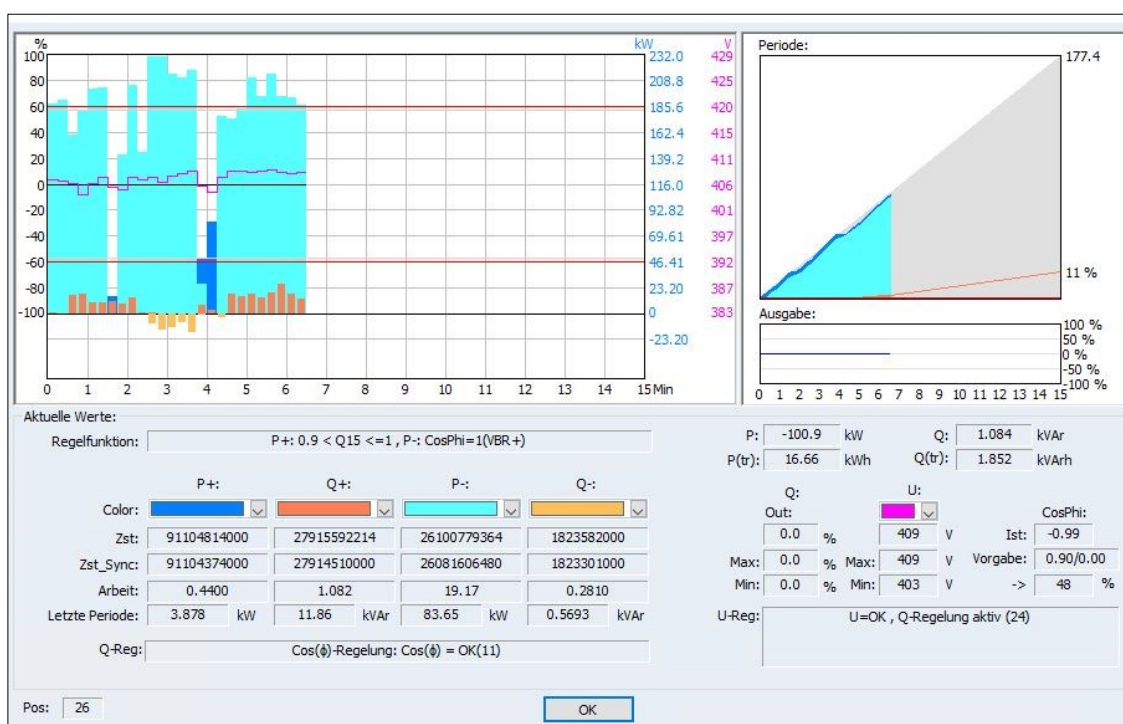 % kW V
100 232.0 429
80 208.8 425
60 185.6 420
40 162.4 415
20 139.2 411
0 116.0 406
-20 92.82 401
-40 69.61 397
-60 46.41 392
-80 23.20 387
-100 0 383
-23.20
0 1 2 3 4 5 6 7 8 9 10 11 12 13 14 15 Min
Periode:
177.4
11 %
Ausgabe:
100 %
50 %
0 %
-50 %
-100 %
0 1 2 3 4 5 6 7 8 9 10 11 12 13 14 15
Aktuelle Werte:
Regelfunktion: P+: 0.9 < Q15 <=1 , P-: CosPhi=1(VBR+)
P+: Q+: P-: Q-:
Color:
Zst: 91104814000 27915592214 26100779364 1823582000
Zst_Sync: 91104374000 27914510000 26081606480 1823301000
Arbeit: 0.4400 1.082 19.17 0.2810
Letzte Periode: 3.878 kW 11.86 kVAr 83.65 kW 0.5693 kVAr
Q-Reg: Cos(ϕ)-Regelung: Cos(ϕ) = OK(11)
P: -100.9 kW Q: 1.084 kVAr
P(tr): 16.66 kWh Q(tr): 1.852 kVArh
Q: U:
Out: CosPhi:
0.0 % 409 V Ist: -0.99
Max: 0.0 % Max: 409 V Vorgabe: 0.90/0.00
Min: 0.0 % Min: 403 V -> 48 %
U-Reg: U=OK , Q-Regelung aktiv (24)
Pos: 26
OK